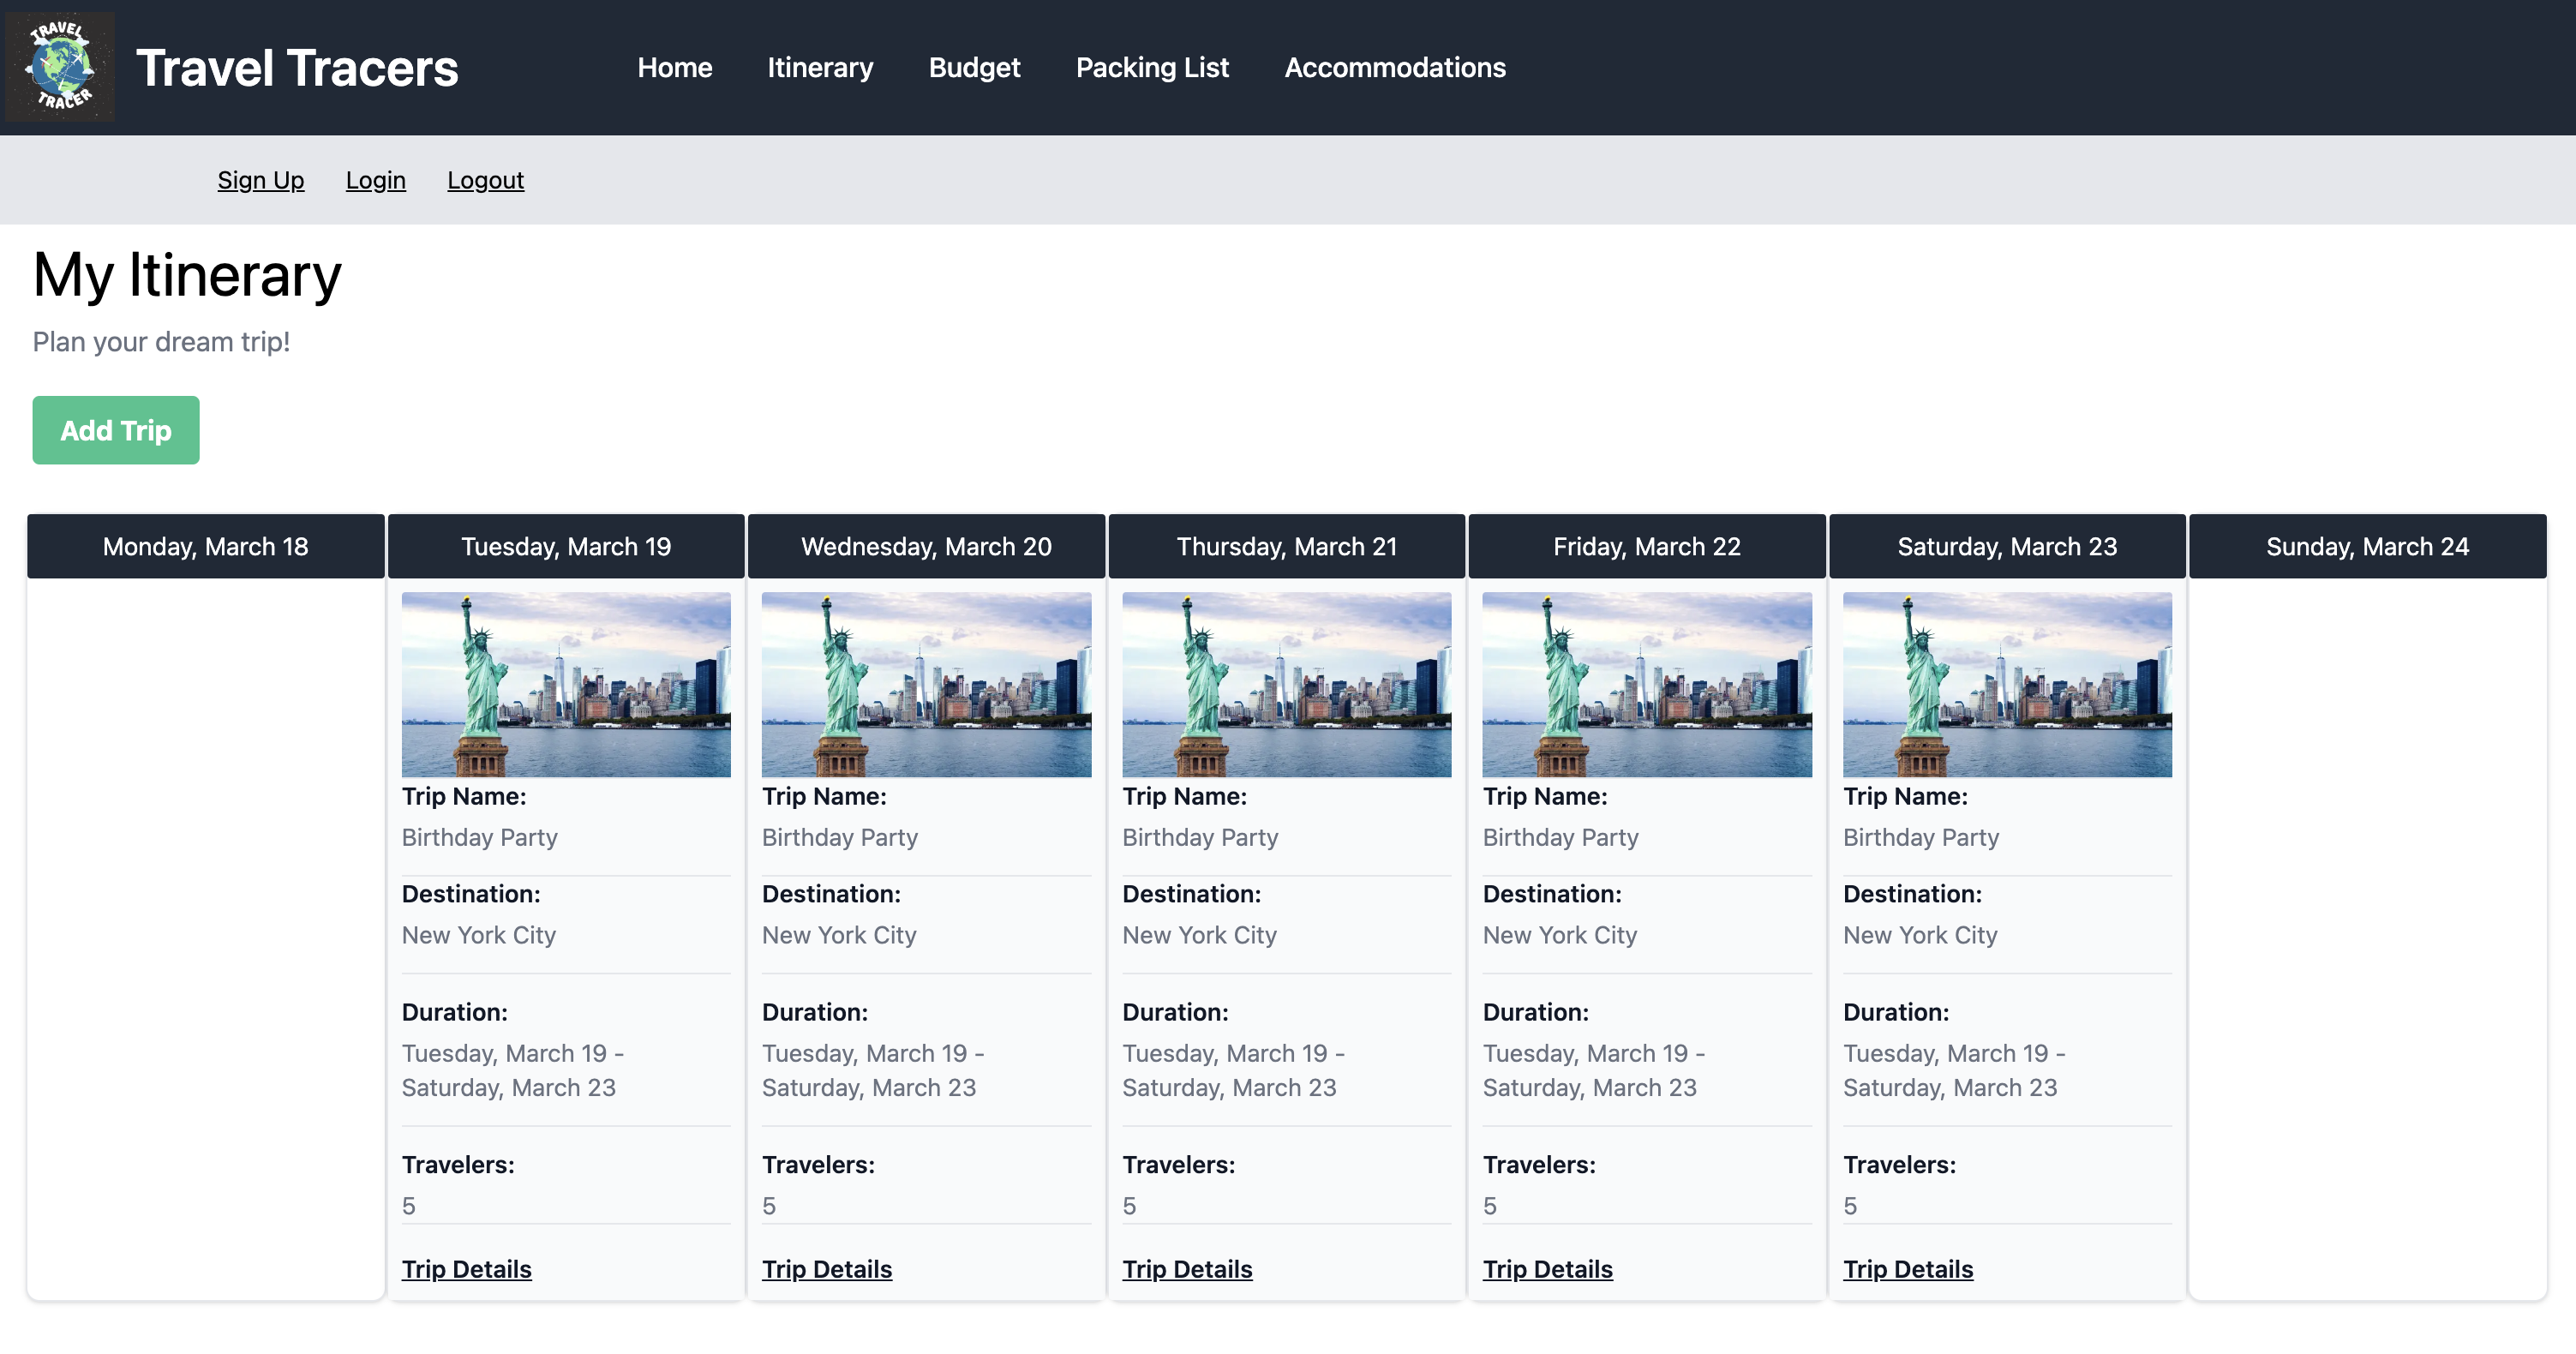 TRAVEL
TRACER
Travel Tracers
Home Itinerary Budget Packing List Accommodations
Sign Up Login Logout
My Itinerary
Plan your dream trip!
Add Trip
Monday, March 18
Tuesday, March 19
Wednesday, March 20
Thursday, March 21
Friday, March 22
Saturday, March 23
Sunday, March 24
Trip Name:
Birthday Party
Destination:
New York City
Duration:
Tuesday, March 19 -
Saturday, March 23
Travelers:
5
Trip Details
Trip Name:
Birthday Party
Destination:
New York City
Duration:
Tuesday, March 19 -
Saturday, March 23
Travelers:
5
Trip Details
Trip Name:
Birthday Party
Destination:
New York City
Duration:
Tuesday, March 19 -
Saturday, March 23
Travelers:
5
Trip Details
Trip Name:
Birthday Party
Destination:
New York City
Duration:
Tuesday, March 19 -
Saturday, March 23
Travelers:
5
Trip Details
Trip Name:
Birthday Party
Destination:
New York City
Duration:
Tuesday, March 19 -
Saturday, March 23
Travelers:
5
Trip Details